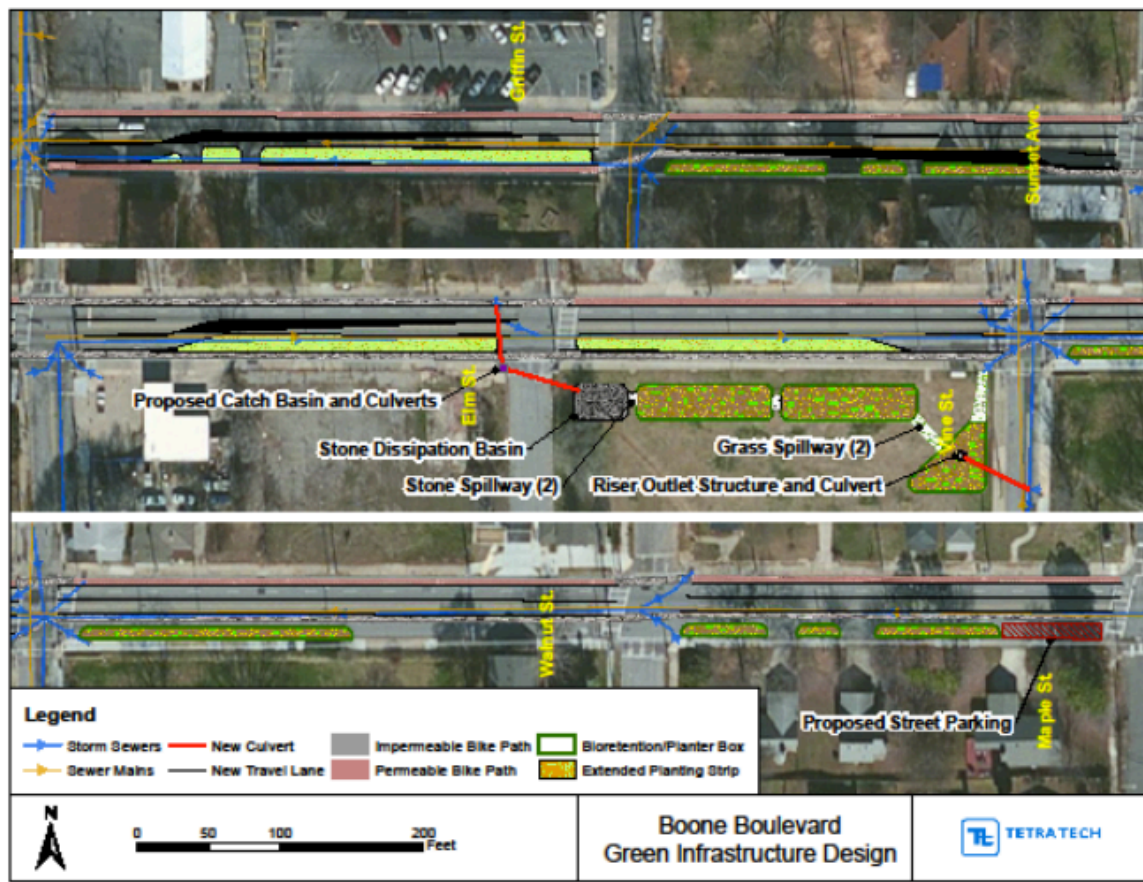 Griffin St.
Sunset Ave.
Proposed Catch Basin and Culverts
Elm St.
Stone Dissipation Basin
Stone Spillway (2)
Grass Spillway (2)
Vine St.
Riser Outlet Structure and Culvert
Walnut St.
Proposed Street Parking
Maple St.
Legend
Storm Sewers
New Culvert
Impermeable Bike Path
Bioretention/Planter Box
Sewer Mains
New Travel Lane
Permeable Bike Path
Extended Planting Strip
N
0 50 100 200
Feet
Boone Boulevard
Green Infrastructure Design
Tt TETRA TECH